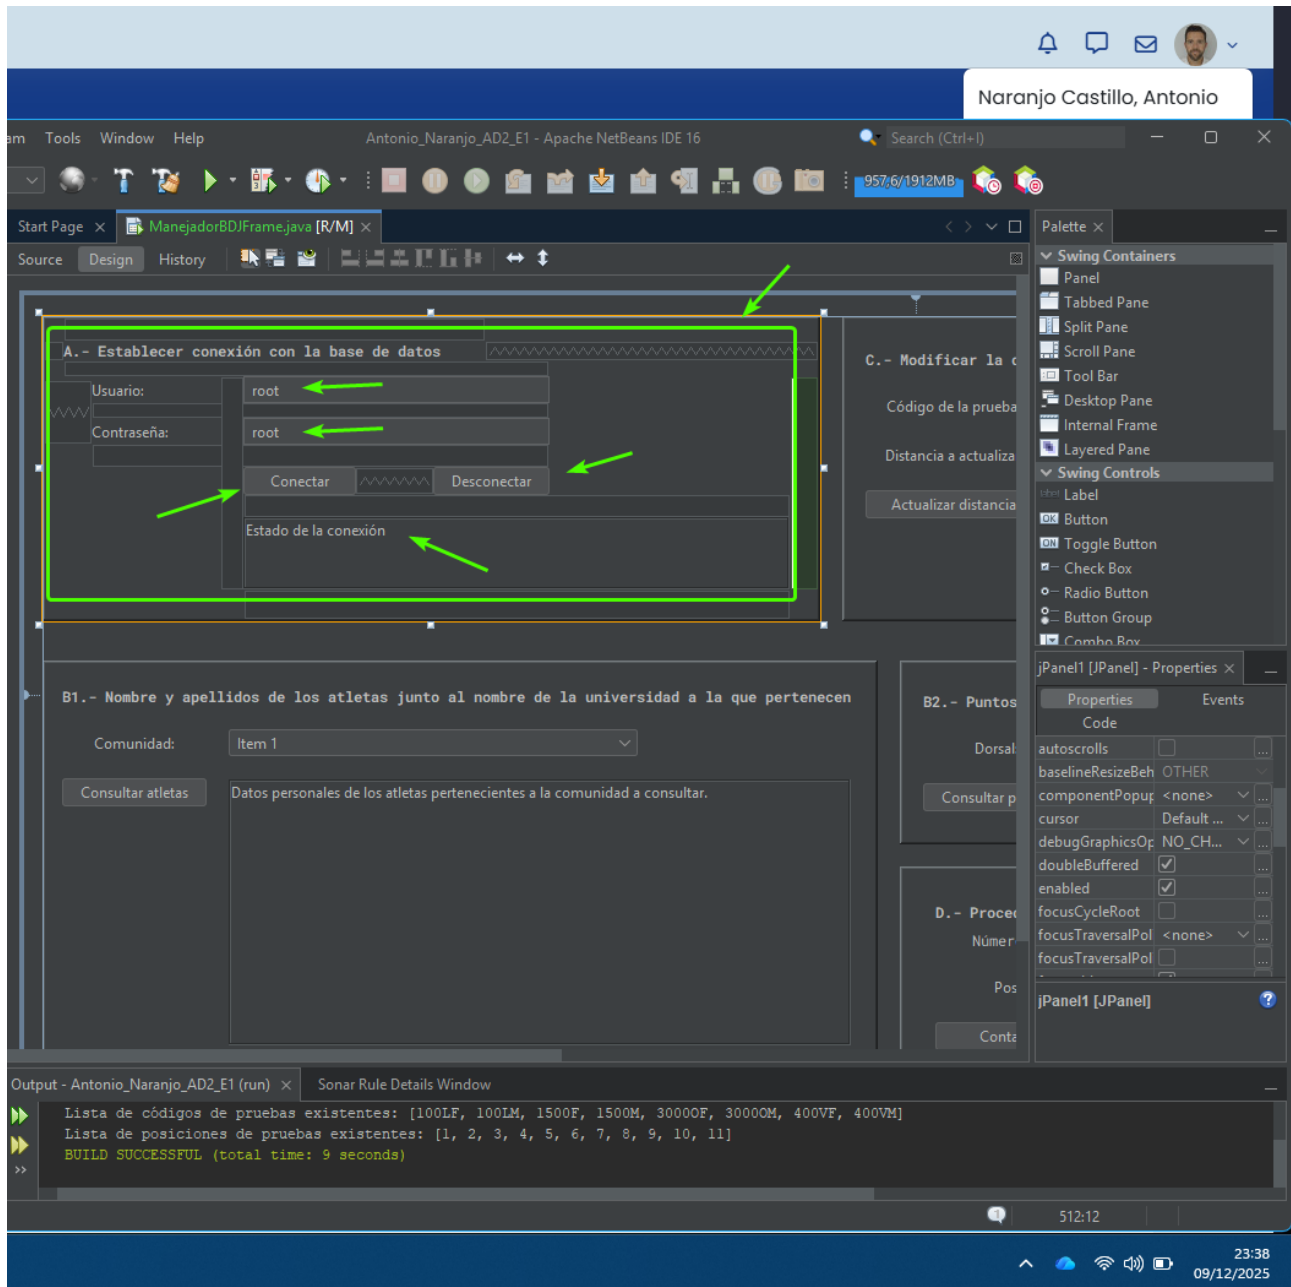 Naranjo Castillo, Antonio
am Tools Window Help Antonio_Naranjo_AD2_E1 - Apache NetBeans IDE 16 Search (Ctrl+I)
957,6/1912MB
Start Page ManejadorBDJFrame.java [R/M] Palette
Source Design History
Swing Containers
Panel
Tabbed Pane
Split Pane
Scroll Pane
Tool Bar
Desktop Pane
Internal Frame
Layered Pane
Swing Controls
label Label
OK Button
ON Toggle Button
Check Box
Radio Button
Button Group
Combo Box
A.- Establecer conexión con la base de datos
Usuario: root
Contraseña: root
Conectar Desconectar
Estado de la conexión
C.- Modificar la
Código de la prueba
Distancia a actualiza
Actualizar distancia
B1.- Nombre y apellidos de los atletas junto al nombre de la universidad a la que pertenecen
Comunidad: Item 1
Consultar atletas Datos personales de los atletas pertenecientes a la comunidad a consultar.
B2.- Puntos
Dorsal:
Consultar p
D.- Proced
Númer
Pos
Conta
jPanel1 [JPanel] - Properties
Properties Events
Code
autoscrolls
baselineResizeBeh OTHER
componentPopup <none>
cursor Default ...
debugGraphicsOp NO_CH...
doubleBuffered
enabled
focusCycleRoot
focusTraversalPol <none>
focusTraversalPol
jPanel1 [JPanel]
Output - Antonio_Naranjo_AD2_E1 (run) Sonar Rule Details Window
Lista de códigos de pruebas existentes: [100LF, 100LM, 1500F, 1500M, 3000OF, 3000OM, 400VF, 400VM]
Lista de posiciones de pruebas existentes: [1, 2, 3, 4, 5, 6, 7, 8, 9, 10, 11]
BUILD SUCCESSFUL (total time: 9 seconds)
1 512:12
23:38
09/12/2025